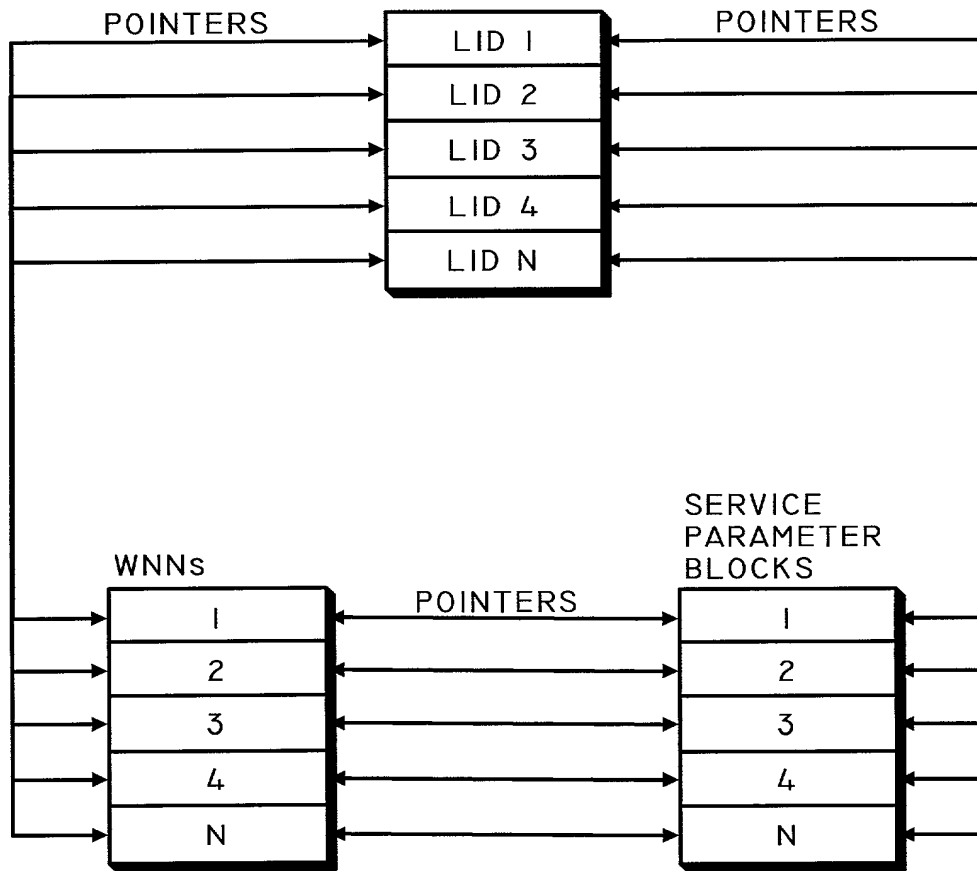 POINTERS
LID 1
POINTERS
LID 2
LID 3
LID 4
LID N
SERVICE
PARAMETER
BLOCKS
WNNs
1
POINTERS
1
2
2
3
3
4
4
N
N